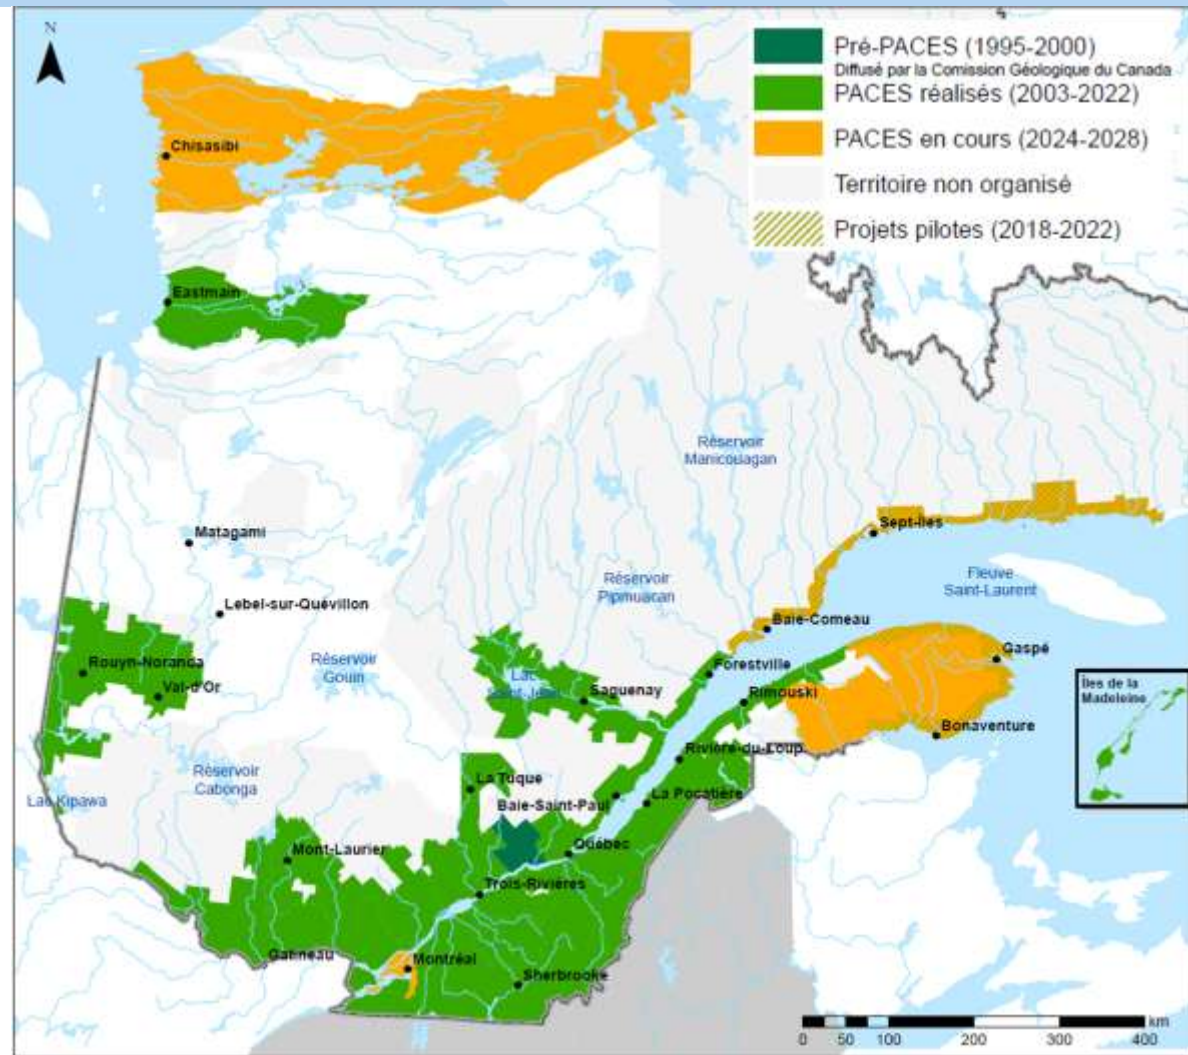 N
Pré-PACES (1995-2000)
Diffusé par la Comission Géologique du Canada
PACES réalisés (2003-2022)
PACES en cours (2024-2028)
Territoire non organisé
Projets pilotes (2018-2022)
Chisasibi
Eastmain
Réservoir
Manicouagan
Sept-Iles
Matagami
Réservoir
Pipmuacan
Fleuve
Saint-Laurent
Lebel-sur-Quévillon
Baie-Comeau
Rouyn-Noranda
Val-d'Or
Réservoir
Gouin
Lac
Saint-Jean
Saguenay
Forestville
Rimouski
Gaspé
Bonaventure
Îles de la
Madeleine
Rivière-du-Loup
Réservoir
Cabonga
Lac Kipawa
La Tuque
Baie-Saint-Paul
La Pocatière
Mont-Laurier
Québec
Trois-Rivières
Gatineau
Montréal
Sherbrooke
km
0 50 100 200 300 400